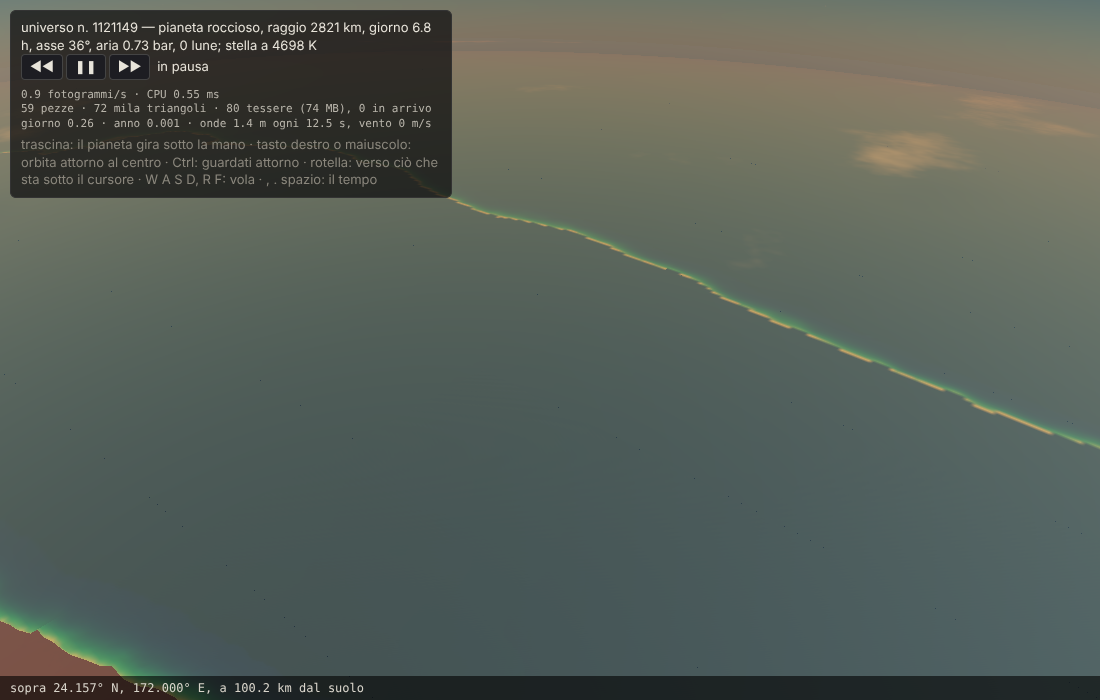 universo n. 1121149 — pianeta roccioso, raggio 2821 km, giorno 6.8
h, asse 36°, aria 0.73 bar, 0 lune; stella a 4698 K
in pausa
0.9 fotogrammi/s · CPU 0.55 ms
59 pezze · 72 mila triangoli · 80 tessere (74 MB), 0 in arrivo
giorno 0.26 · anno 0.001 · onde 1.4 m ogni 12.5 s, vento 0 m/s
trascina: il pianeta gira sotto la mano · tasto destro o maiuscolo:
orbita attorno al centro · Ctrl: guardati attorno · rotella: verso ciò che
sta sotto il cursore · W A S D, R F: vola · , . spazio: il tempo
sopra 24.157° N, 172.000° E, a 100.2 km dal suolo